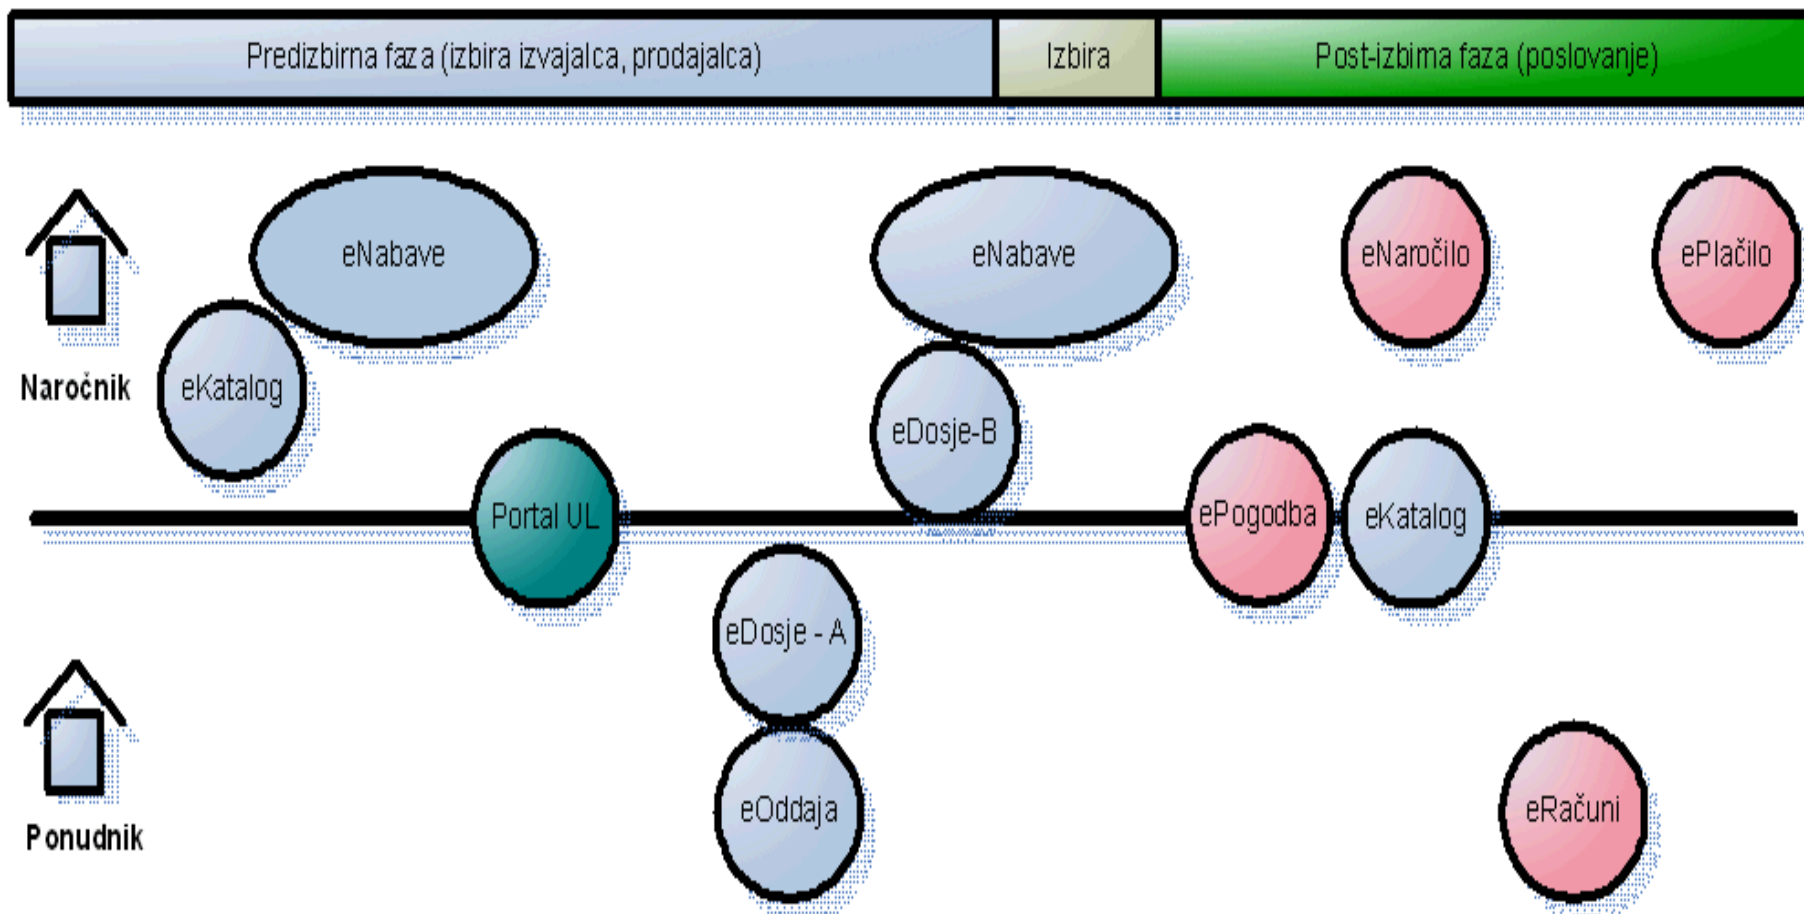 Predizbirna faza (izbira izvajalca, prodajalca)
Izbira
Post-izbirna faza (poslovanje)
eNabave
eNabave
eNaročilo
ePlačilo
Naročnik
eKatalog
eDosje-B
Portal UL
ePogodba
eKatalog
eDosje - A
Ponudnik
eOddaja
eRačuni